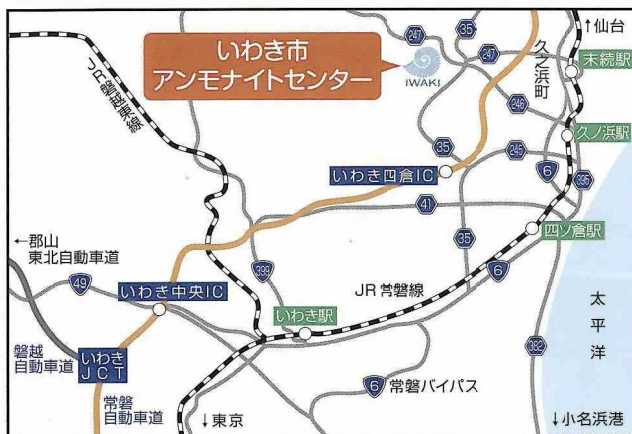 ↑仙台
35
247
247
いわき市
アンモナイトセンター
IWAKI
久之浜町
末続駅
JR磐越東線
246
久ノ浜駅
35
245
いわき四倉IC
6
395
41
四ツ倉駅
←郡山
東北自動車道
399
35
6
49
いわき中央IC
JR常磐線
いわき駅
太平洋
磐越
自動車道
いわき
JCT
382
6
常磐バイパス
常磐
自動車道
↓東京
↓小名浜港